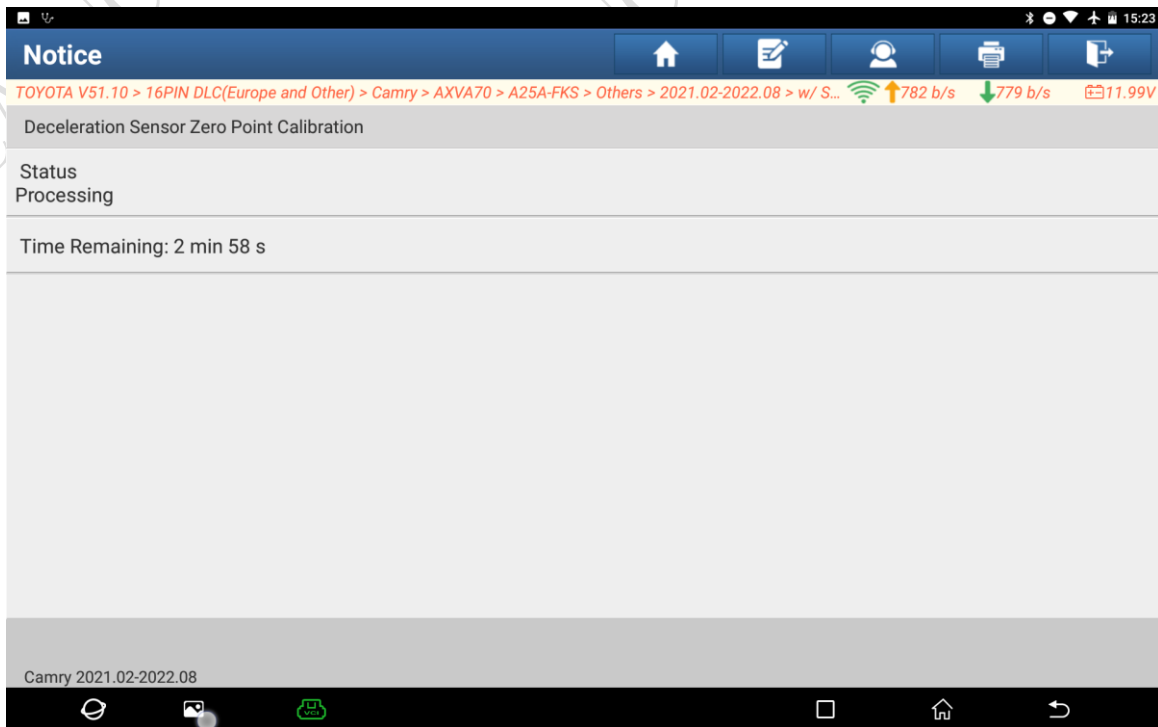 15:23
Notice
TOYOTA V51.10 > 16PIN DLC(Europe and Other) > Camry > AXVA70 > A25A-FKS > Others > 2021.02-2022.08 > w/ S... 782 b/s 779 b/s 11.99V
Deceleration Sensor Zero Point Calibration
Status
Processing
Time Remaining: 2 min 58 s
Camry 2021.02-2022.08
VCI